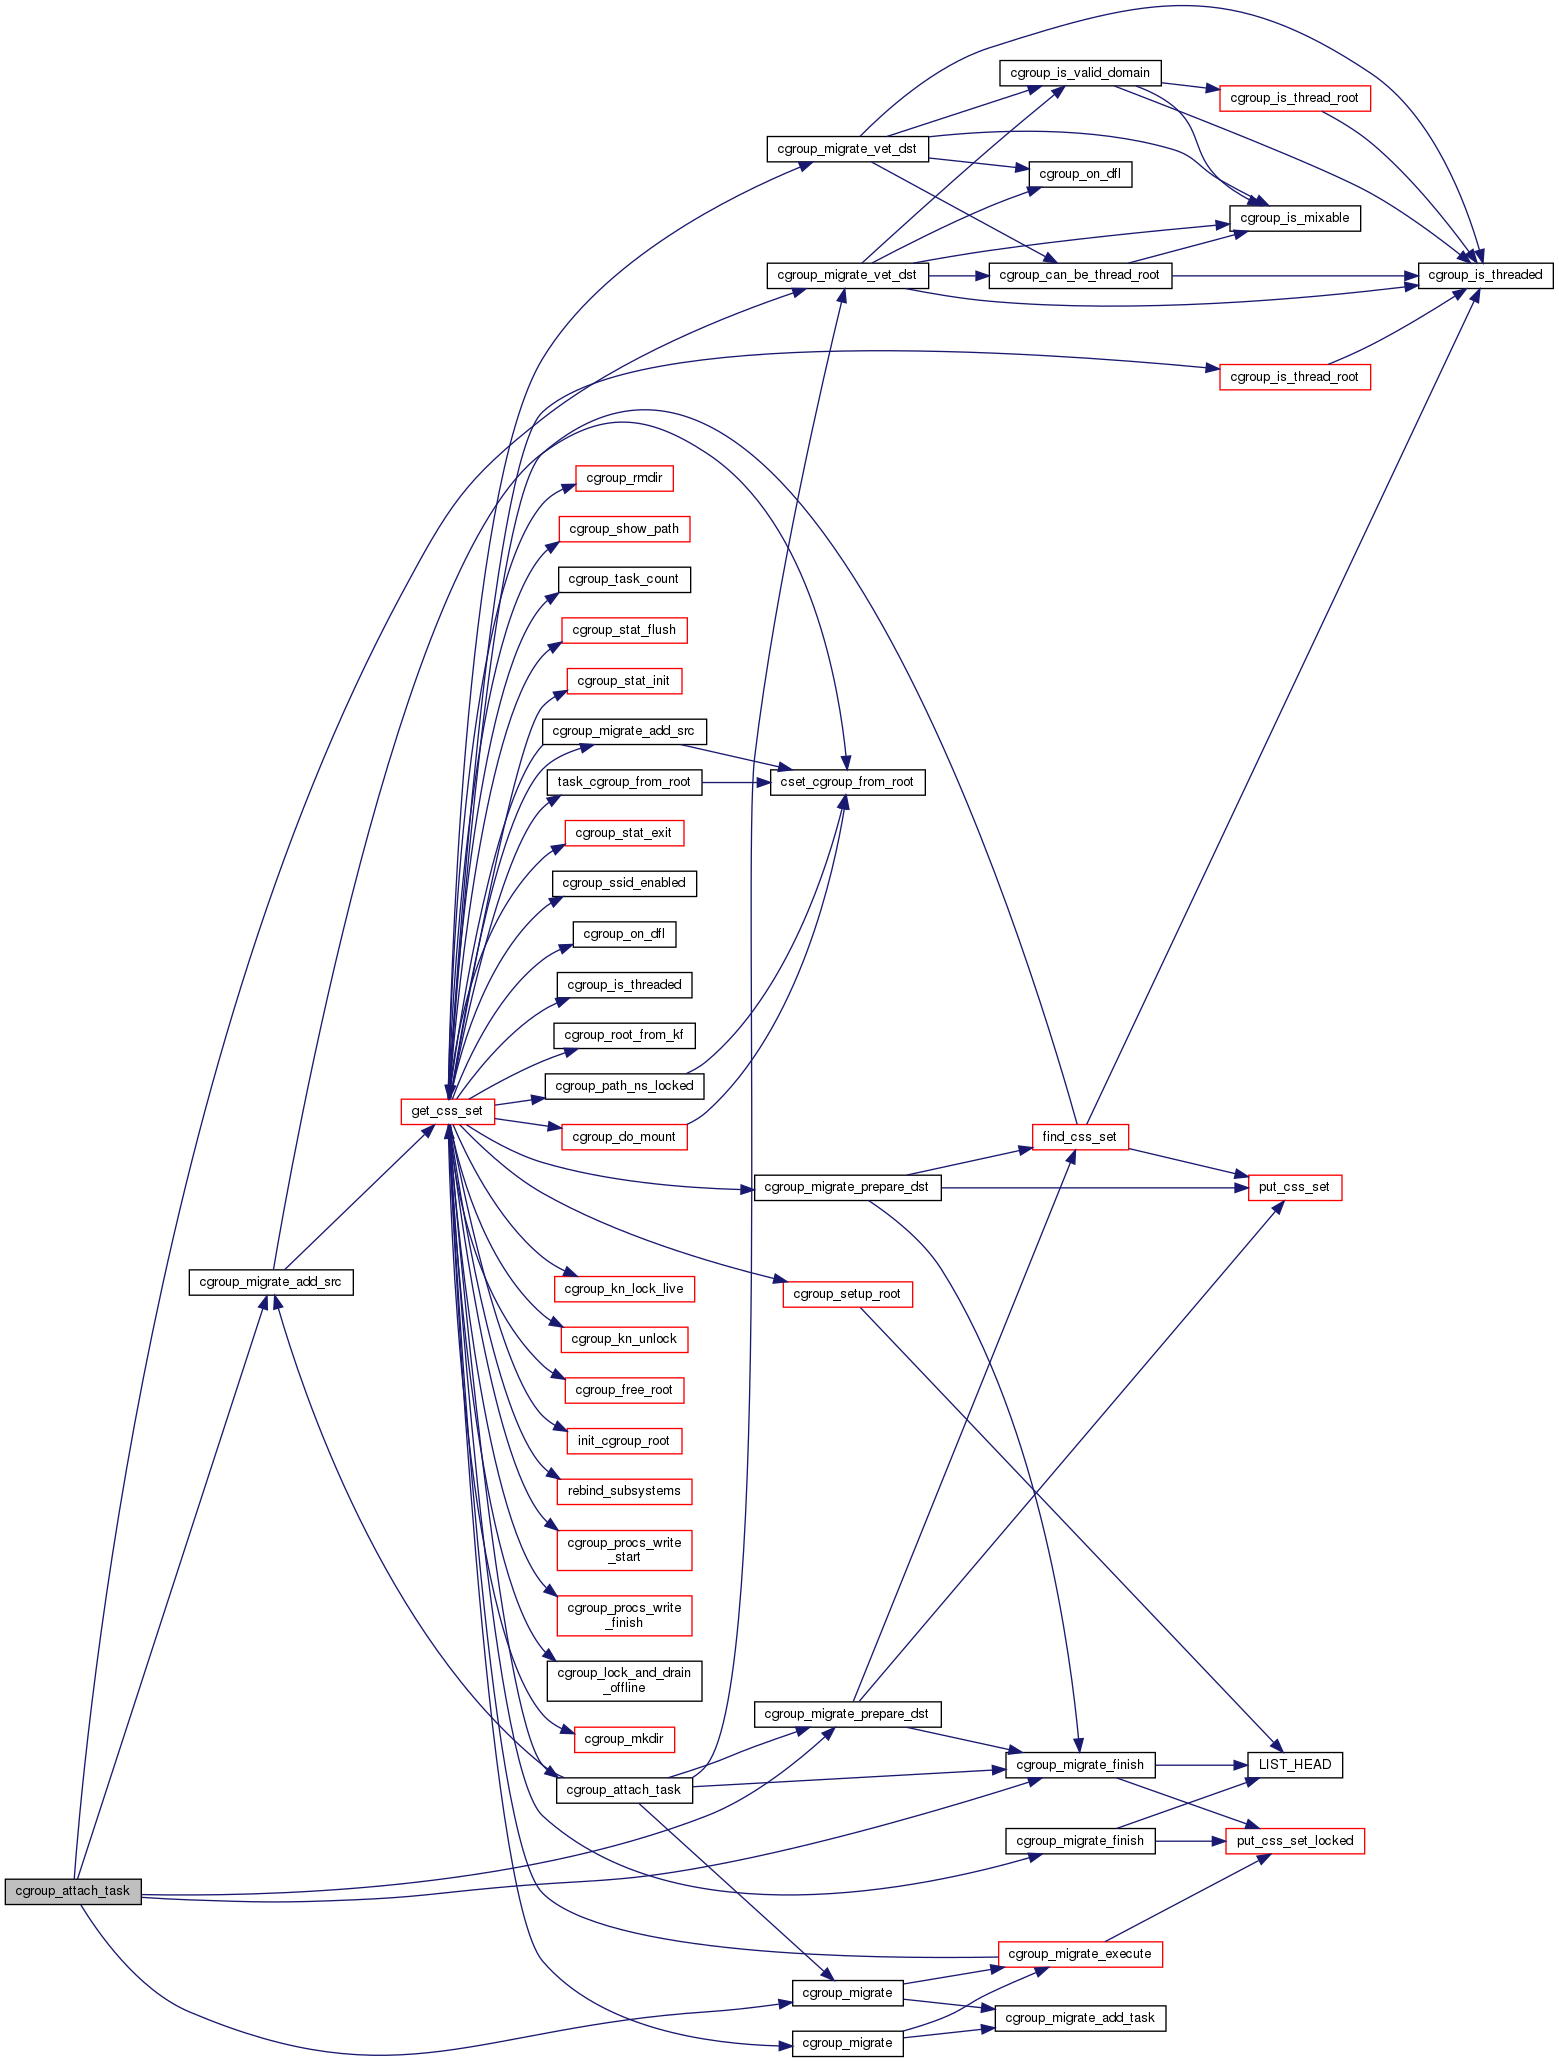 cgroup_is_valid_domain
cgroup_is_thread_root
cgroup_migrate_vet_dst
cgroup_on_dfl
cgroup_is_mixable
cgroup_migrate_vet_dst
cgroup_can_be_thread_root
cgroup_is_threaded
cgroup_is_thread_root
cgroup_rmdir
cgroup_show_path
cgroup_task_count
cgroup_stat_flush
cgroup_stat_init
cgroup_migrate_add_src
task_cgroup_from_root
cset_cgroup_from_root
cgroup_stat_exit
cgroup_ssid_enabled
cgroup_on_dfl
cgroup_is_threaded
cgroup_root_from_kf
cgroup_path_ns_locked
get_css_set
cgroup_do_mount
find_css_set
cgroup_migrate_prepare_dst
put_css_set
cgroup_migrate_add_src
cgroup_kn_lock_live
cgroup_setup_root
cgroup_kn_unlock
cgroup_free_root
init_cgroup_root
rebind_subsystems
cgroup_procs_write
_start
cgroup_procs_write
_finish
cgroup_lock_and_drain
_offline
cgroup_migrate_prepare_dst
cgroup_mkdir
cgroup_migrate_finish
LIST_HEAD
cgroup_attach_task
cgroup_migrate_finish
put_css_set_locked
cgroup_attach_task
cgroup_migrate_execute
cgroup_migrate
cgroup_migrate_add_task
cgroup_migrate